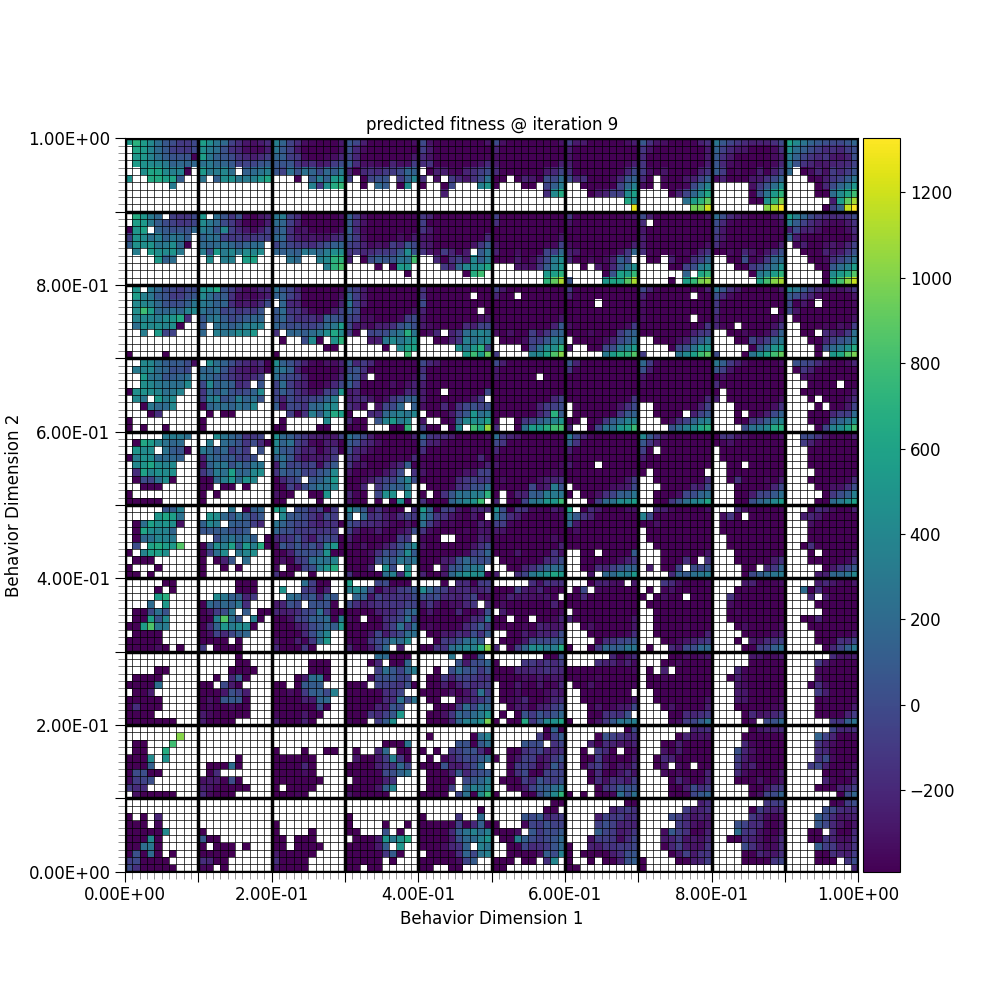 predicted fitness @ iteration 9
1.00E+00
8.00E-01
6.00E-01
4.00E-01
2.00E-01
0.00E+00
Behavior Dimension 2
0.00E+00 2.00E-01 4.00E-01 6.00E-01 8.00E-01 1.00E+00
Behavior Dimension 1
1200
1000
800
600
400
200
0
−200